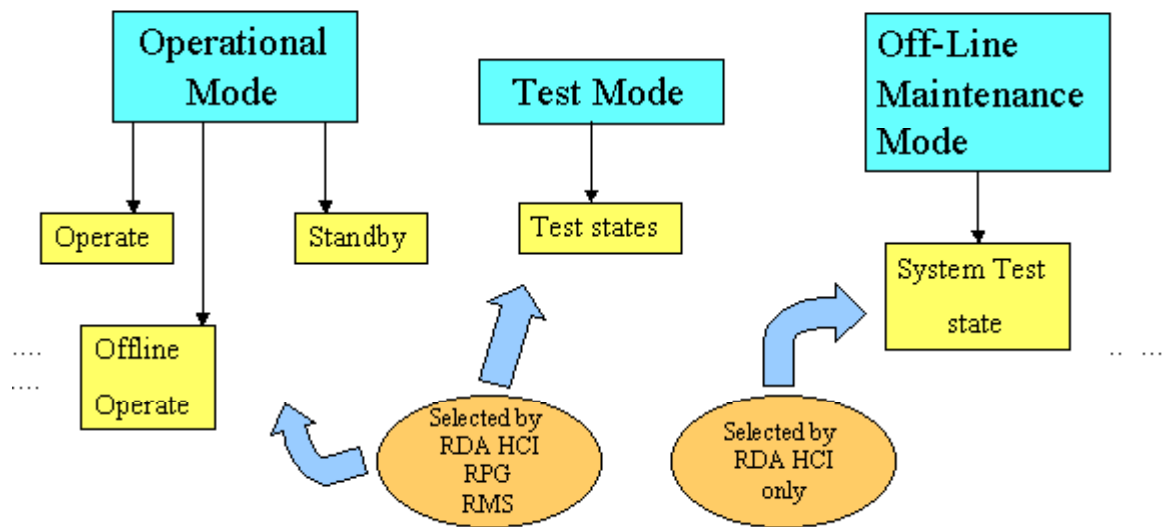 Operational
Mode
Test Mode
Off-Line
Maintenance
Mode
Operate
Standby
Test states
System Test
state
Offline
Operate
....
....
.. ...
Selected by
RDA HCI
RPG
RMS
Selected by
RDA HCI
only